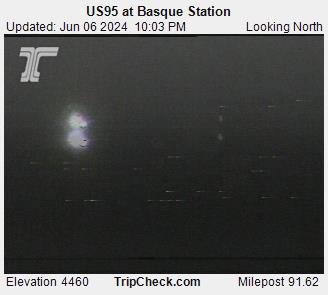 US95 at Basque Station
Updated: Jun 06 2024 10:03 PM Looking North
Elevation 4460 TripCheck.com Milepost 91.62